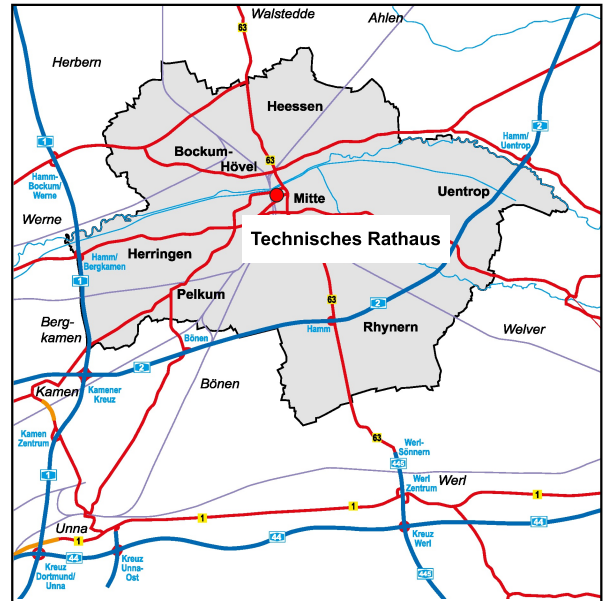 Walstedde
Ahlen
63
Herbern
Heessen
1
2
Hamm/
Uentrop
Bockum-
Hövel
63
Hamm-
Bockum/
Werne
Mitte
Uentrop
Werne
Technisches Rathaus
Herringen
Hamm/
Bergkamen
1
Pelkum
63
2
Berg-
kamen
Hamm
Rhynern
Welver
Bönen
2
Bönen
Kamen
Kamener
Kreuz
Kamen
Zentrum
63
Werl-
Sönnern
445
1
Werl
Zentrum
Werl
1
1
1
Unna
1
44
44
44
Kreuz
Werl
Kreuz
Dortmund/
Unna
Kreuz
Unna-
Ost
445